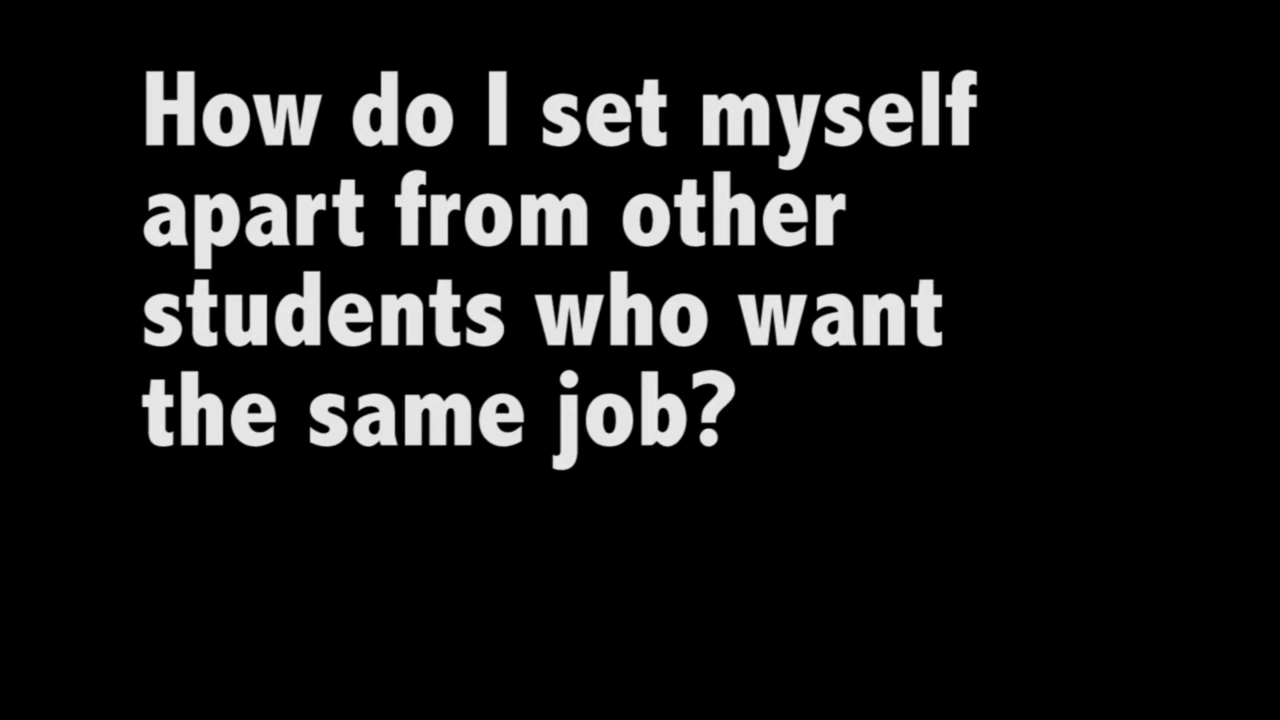 How do I set myself
apart from other
students who want
the same job?